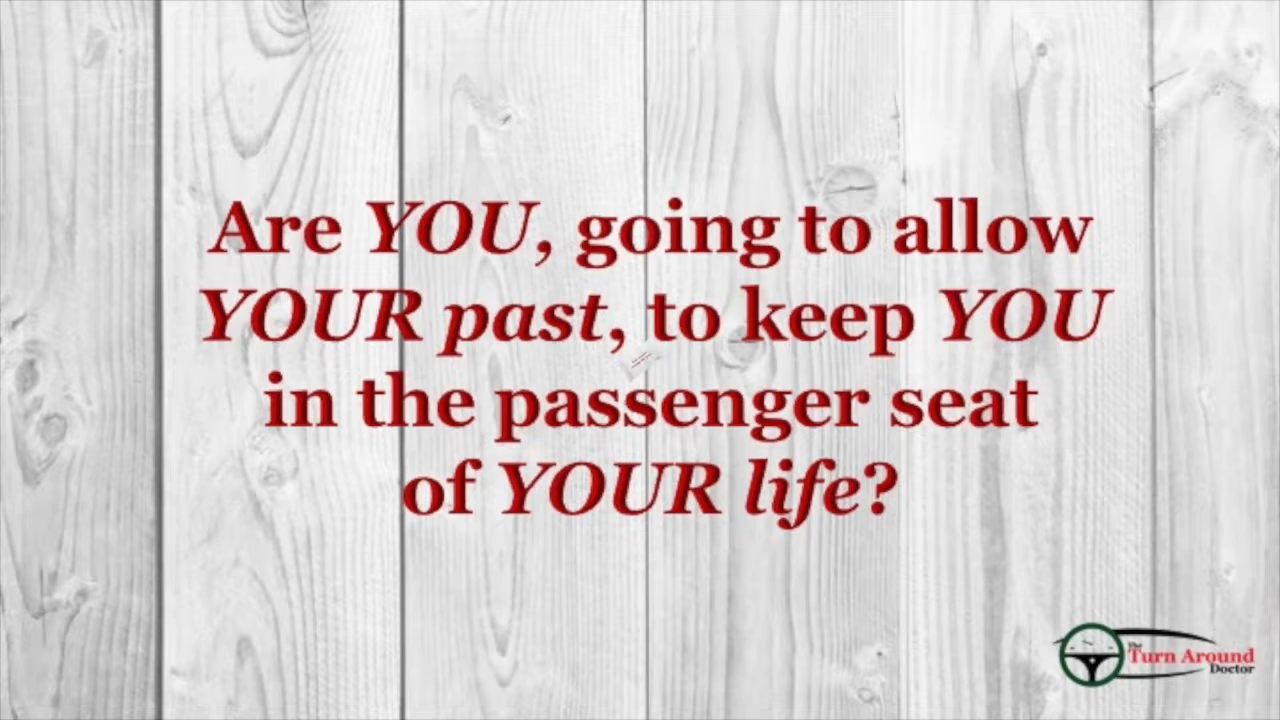 Are YOU, going to allow
YOUR past, to keep YOU
in the passenger seat
of YOUR life?
The
Turn Around
Doctor